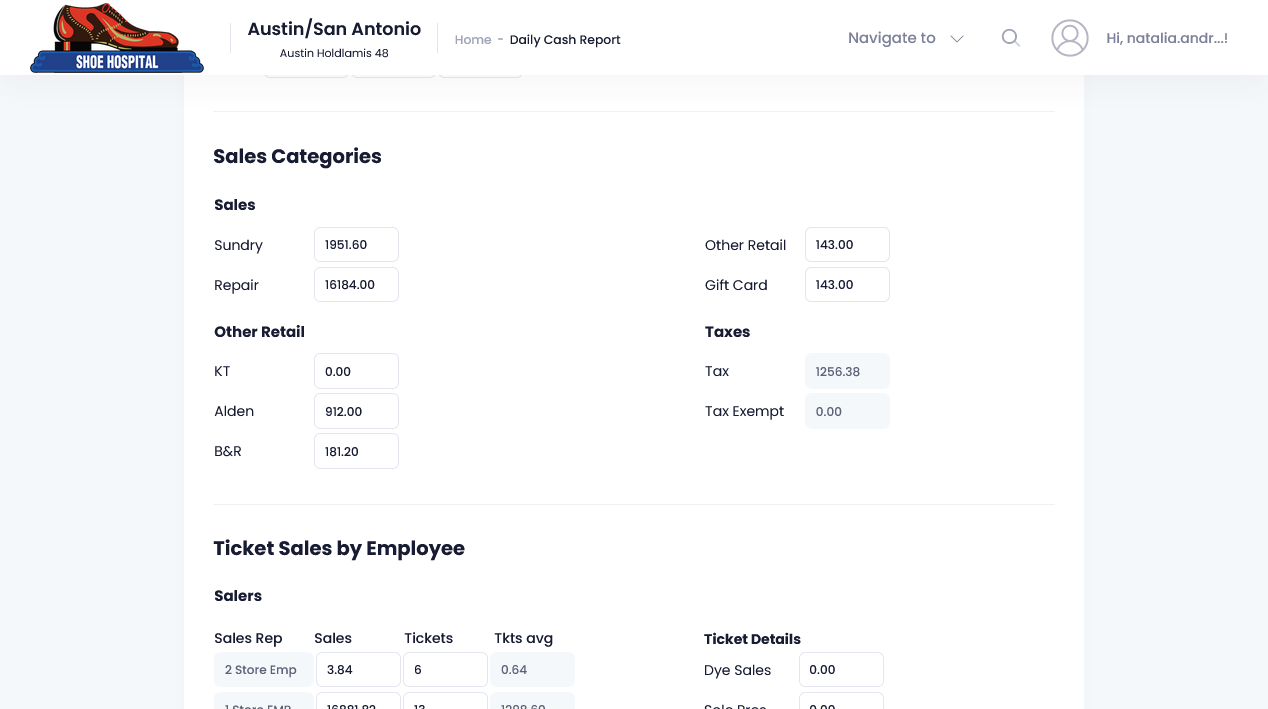 SHOE HOSPITAL
Austin/San Antonio
Austin Holdlamis 48
Home - Daily Cash Report
Navigate to
Hi, natalia.andr...!
Sales Categories
Sales
Sundry 1951.60
Other Retail 143.00
Repair 16184.00
Gift Card 143.00
Other Retail
Taxes
KT 0.00
Tax 1256.38
Alden 912.00
Tax Exempt 0.00
B&R 181.20
Ticket Sales by Employee
Salers
Sales Rep Sales Tickets Tkts avg
Ticket Details
2 Store Emp 3.84 6 0.64
Dye Sales 0.00
1 Store EMP 16881.82 13 1298.60
Sole Pros 0.00